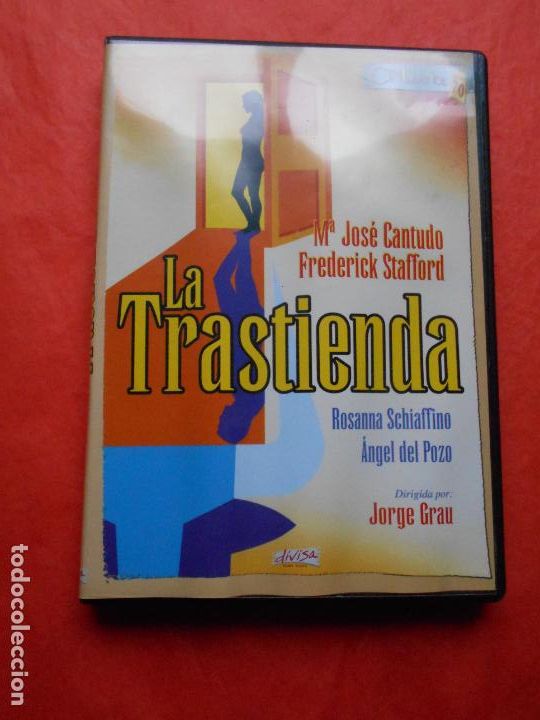 Mª José Cantudo
Frederick Stafford
La
Trastienda
Rosanna Schiaffino
Ángel del Pozo
Dirigida por:
Jorge Grau
divisa
todocoleccion